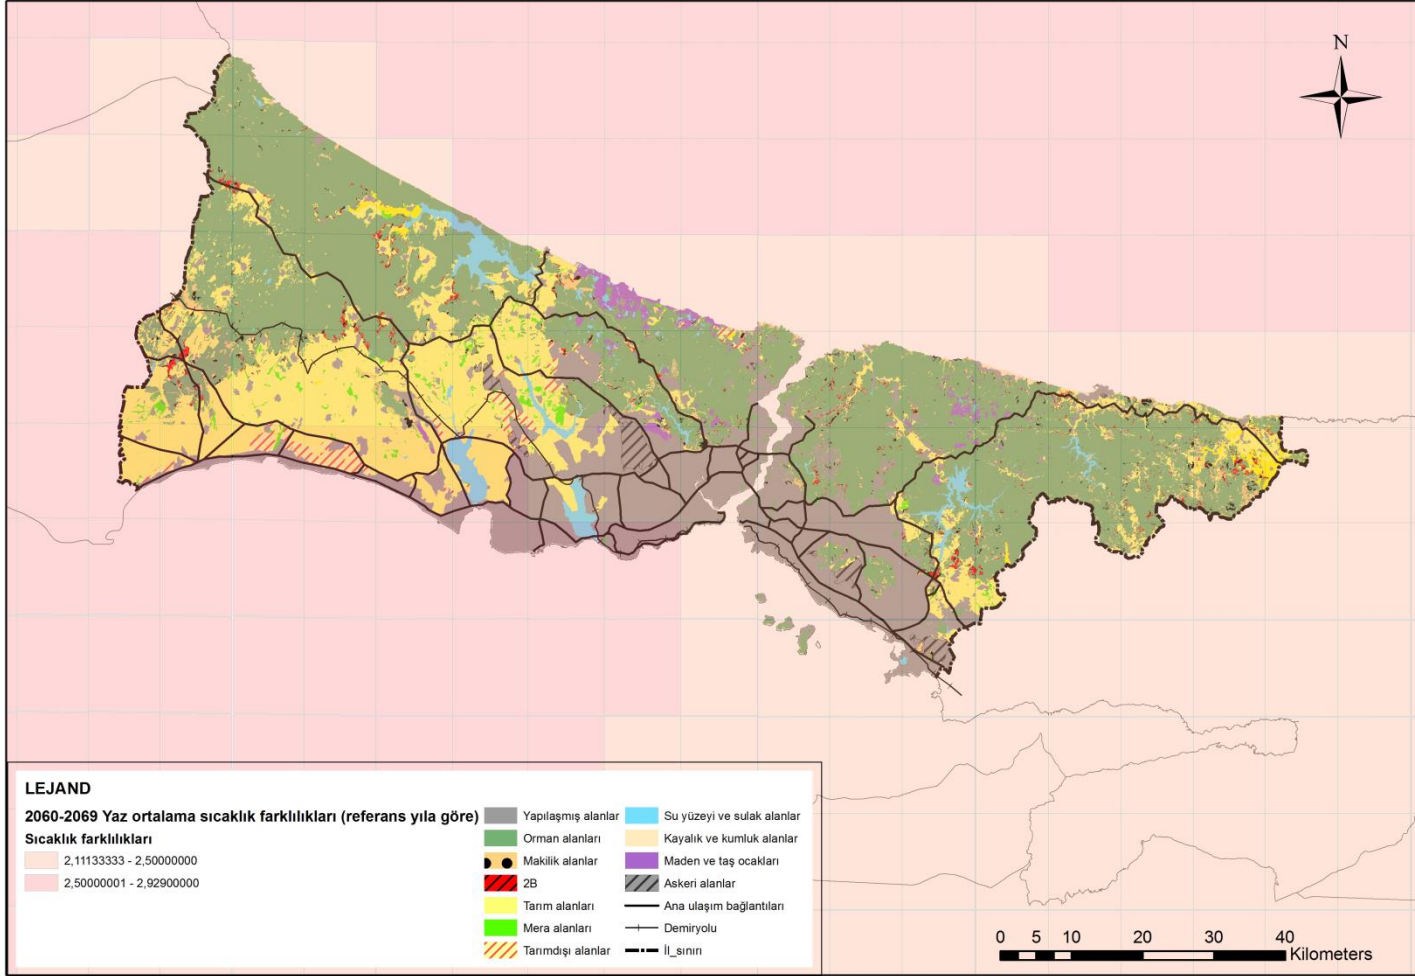 N
LEJAND
2060-2069 Yaz ortalama sıcaklık farklılıkları (referans yıla göre)
Sıcaklık farklılıkları
2,11133333 - 2,50000000
2,50000001 - 2,92900000
Yapılaşmış alanlar
Orman alanları
Makilik alanlar
2B
Tarım alanları
Mera alanları
Tarımdışı alanlar
Su yüzeyi ve sulak alanlar
Kayalık ve kumluk alanlar
Maden ve taş ocakları
Askeri alanlar
Ana ulaşım bağlantıları
Demiryolu
İl_sınırı
0 5 10 20 30 40
Kilometers